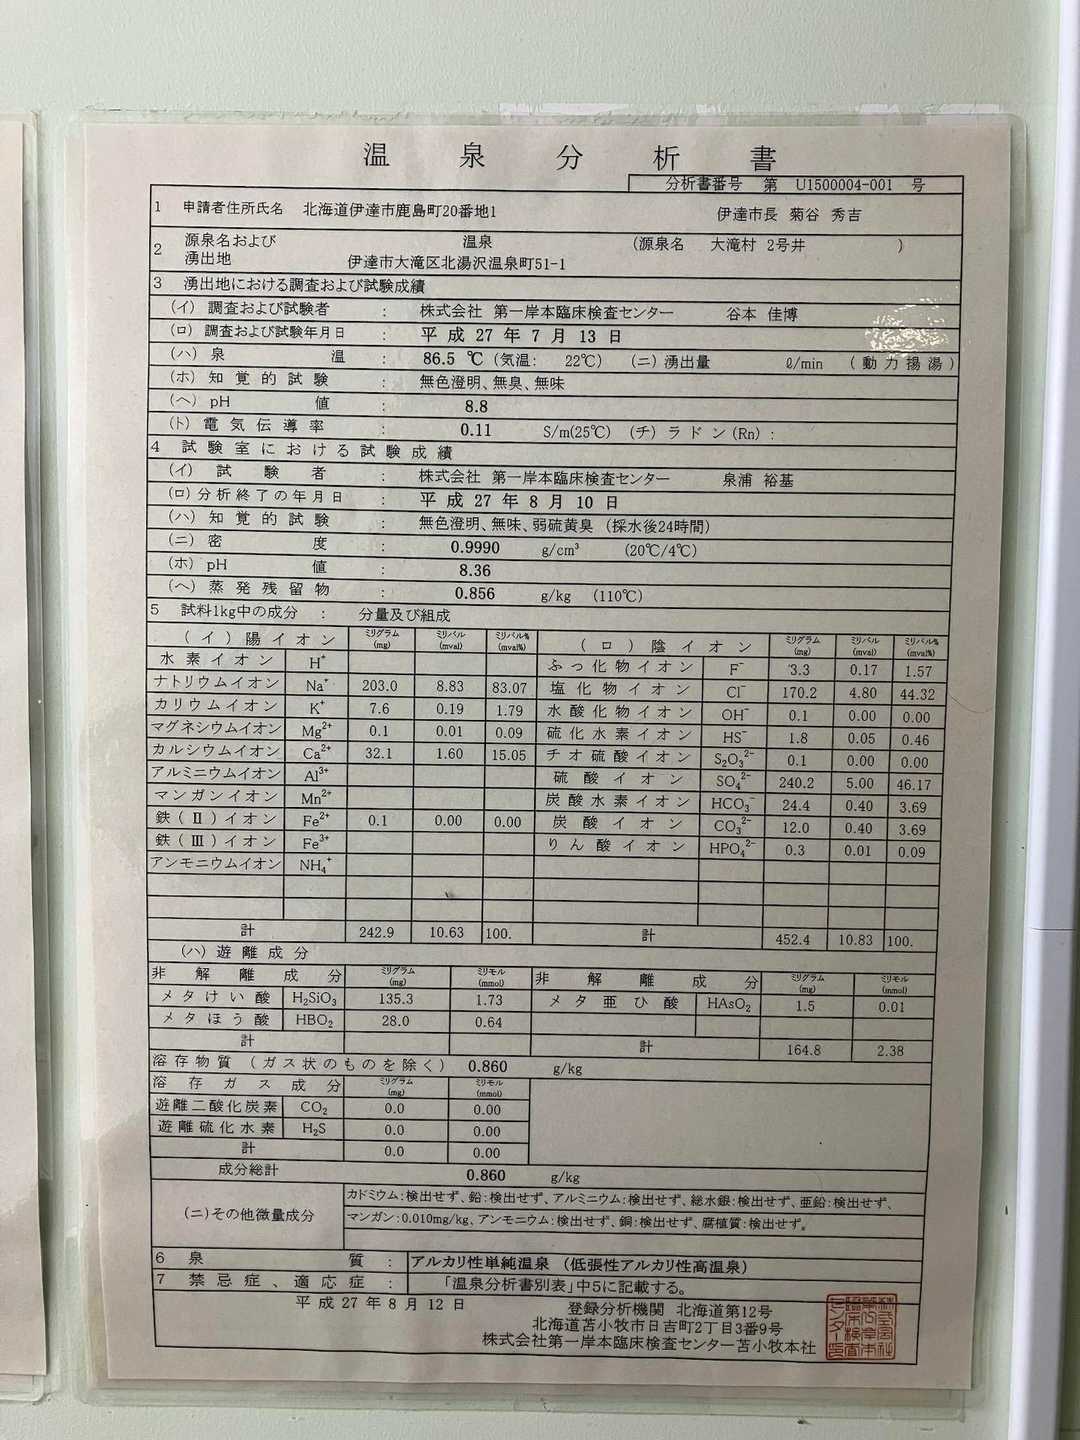 温泉分析書
分析書番号 第 U1500004-001 号
1 申請者住所氏名 北海道伊達市鹿島町20番地1 伊達市長 菊谷 秀吉
2 源泉名および 湧出地 温泉 (源泉名 大滝村 2号井 )
伊達市大滝区北湯沢温泉町51-1
3 湧出地における調査および試験成績
(イ) 調査および試験者 : 株式会社 第一岸本臨床検査センター 谷本 佳博
(ロ) 調査および試験年月日 : 平成 27 年 7 月 13 日
(ハ) 泉温 : 86.5 ℃ (気温: 22℃) (ニ) 湧出量 ℓ/min (動力揚湯)
(ホ) 知覚的試験 : 無色澄明、無臭、無味
(ヘ) pH値 : 8.8
(ト) 電気伝導率 : 0.11 S/m(25℃) (チ) ラドン(Rn) :
4 試験室における試験成績
(イ) 試験者 : 株式会社 第一岸本臨床検査センター 泉浦 裕基
(ロ) 分析終了の年月日 : 平成 27 年 8 月 10 日
(ハ) 知覚的試験 : 無色澄明、無味、弱硫黄臭 (採水後24時間)
(ニ) 密度 : 0.9990 g/cm³ (20℃/4℃)
(ホ) pH値 : 8.36
(ヘ) 蒸発残留物 : 0.856 g/kg (110℃)
5 試料1kg中の成分 : 分量及び組成
(イ) 陽イオン ミリグラム(mg) ミリバル(mval) ミリバル%(mval%) (ロ) 陰イオン ミリグラム(mg) ミリバル(mval) ミリバル%(mval%)
水素イオン H⁺ ふっ化物イオン F⁻ 3.3 0.17 1.57
ナトリウムイオン Na⁺ 203.0 8.83 83.07 塩化物イオン Cl⁻ 170.2 4.80 44.32
カリウムイオン K⁺ 7.6 0.19 1.79 水酸化物イオン OH⁻ 0.1 0.00 0.00
マグネシウムイオン Mg²⁺ 0.1 0.01 0.09 硫化水素イオン HS⁻ 1.8 0.05 0.46
カルシウムイオン Ca²⁺ 32.1 1.60 15.05 チオ硫酸イオン S₂O₃²⁻ 0.1 0.00 0.00
アルミニウムイオン Al³⁺ 硫酸イオン SO₄²⁻ 240.2 5.00 46.17
マンガンイオン Mn²⁺ 炭酸水素イオン HCO₃⁻ 24.4 0.40 3.69
鉄(Ⅱ)イオン Fe²⁺ 0.1 0.00 0.00 炭酸イオン CO₃²⁻ 12.0 0.40 3.69
鉄(Ⅲ)イオン Fe³⁺ りん酸イオン HPO₄²⁻ 0.3 0.01 0.09
アンモニウムイオン NH₄⁺
計 242.9 10.63 100. 計 452.4 10.83 100.
(ハ) 遊離成分
非解離成分 ミリグラム(mg) ミリモル(mmol) 非解離成分 ミリグラム(mg) ミリモル(mmol)
メタけい酸 H₂SiO₃ 135.3 1.73 メタ亜ひ酸 HAsO₂ 1.5 0.01
メタほう酸 HBO₂ 28.0 0.64
計 計 164.8 2.38
溶存物質 (ガス状のものを除く) 0.860 g/kg
溶存ガス成分 ミリグラム(mg) ミリモル(mmol)
遊離二酸化炭素 CO₂ 0.0 0.00
遊離硫化水素 H₂S 0.0 0.00
計 0.0 0.00
成分総計 0.860 g/kg
(ニ)その他微量成分 カドミウム:検出せず、鉛:検出せず、アルミニウム:検出せず、総水銀:検出せず、亜鉛:検出せず、
マンガン:0.010mg/kg、アンモニウム:検出せず、銅:検出せず、腐植質:検出せず。
6 泉質 : アルカリ性単純温泉 (低張性アルカリ性高温泉)
7 禁忌症、適応症 : 「温泉分析書別表」中5に記載する。
平成 27 年 8 月 12 日 登録分析機関 北海道第12号
北海道苫小牧市日吉町2丁目3番9号
株式会社第一岸本臨床検査センター苫小牧本社